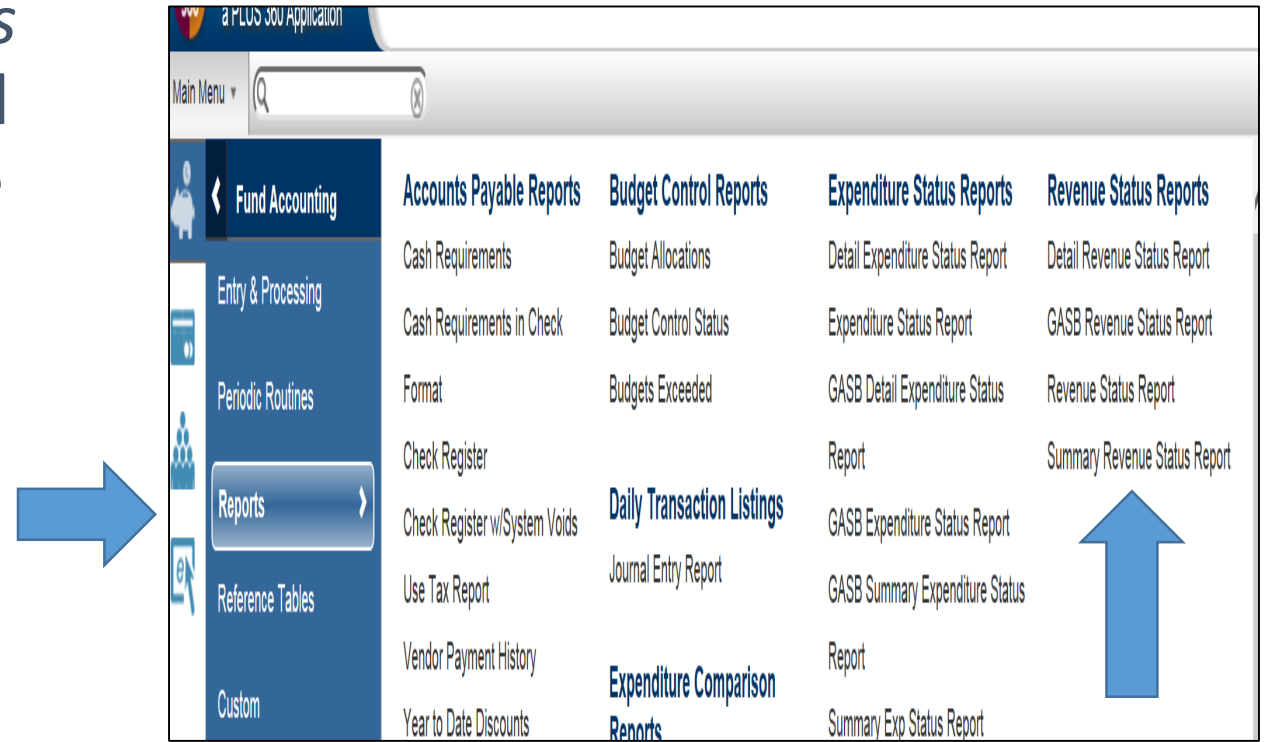 a PLUS 360 Application
Main Menu
Fund Accounting
Entry & Processing
Periodic Routines
Reports
Reference Tables
Custom
Accounts Payable Reports
Cash Requirements
Cash Requirements in Check
Format
Check Register
Check Register w/System Voids
Use Tax Report
Vendor Payment History
Year to Date Discounts
Budget Control Reports
Budget Allocations
Budget Control Status
Budgets Exceeded
Daily Transaction Listings
Journal Entry Report
Expenditure Comparison
Reports
Expenditure Status Reports
Detail Expenditure Status Report
Expenditure Status Report
GASB Detail Expenditure Status
Report
GASB Expenditure Status Report
GASB Summary Expenditure Status
Report
Summary Exp Status Report
Revenue Status Reports
Detail Revenue Status Report
GASB Revenue Status Report
Revenue Status Report
Summary Revenue Status Report